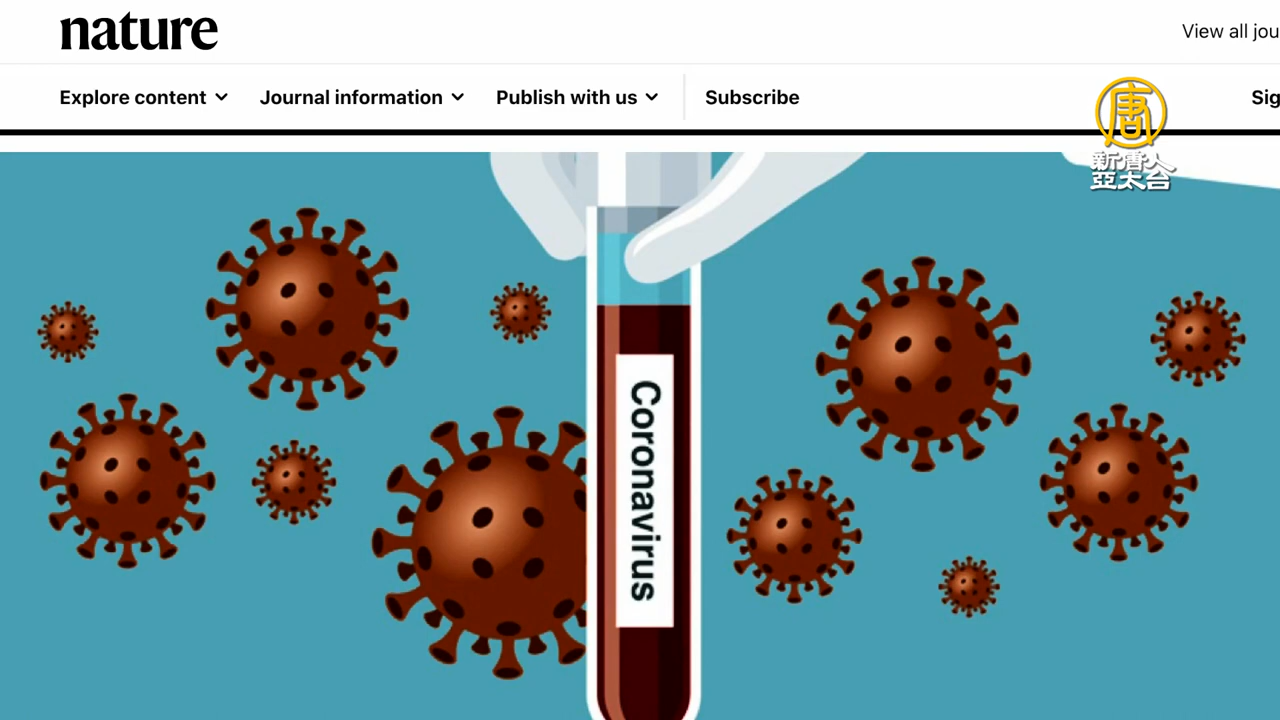 nature
View all jou
Explore content
Journal information
Publish with us
Subscribe
Sig
唐
新唐人
亞太台
Coronavirus